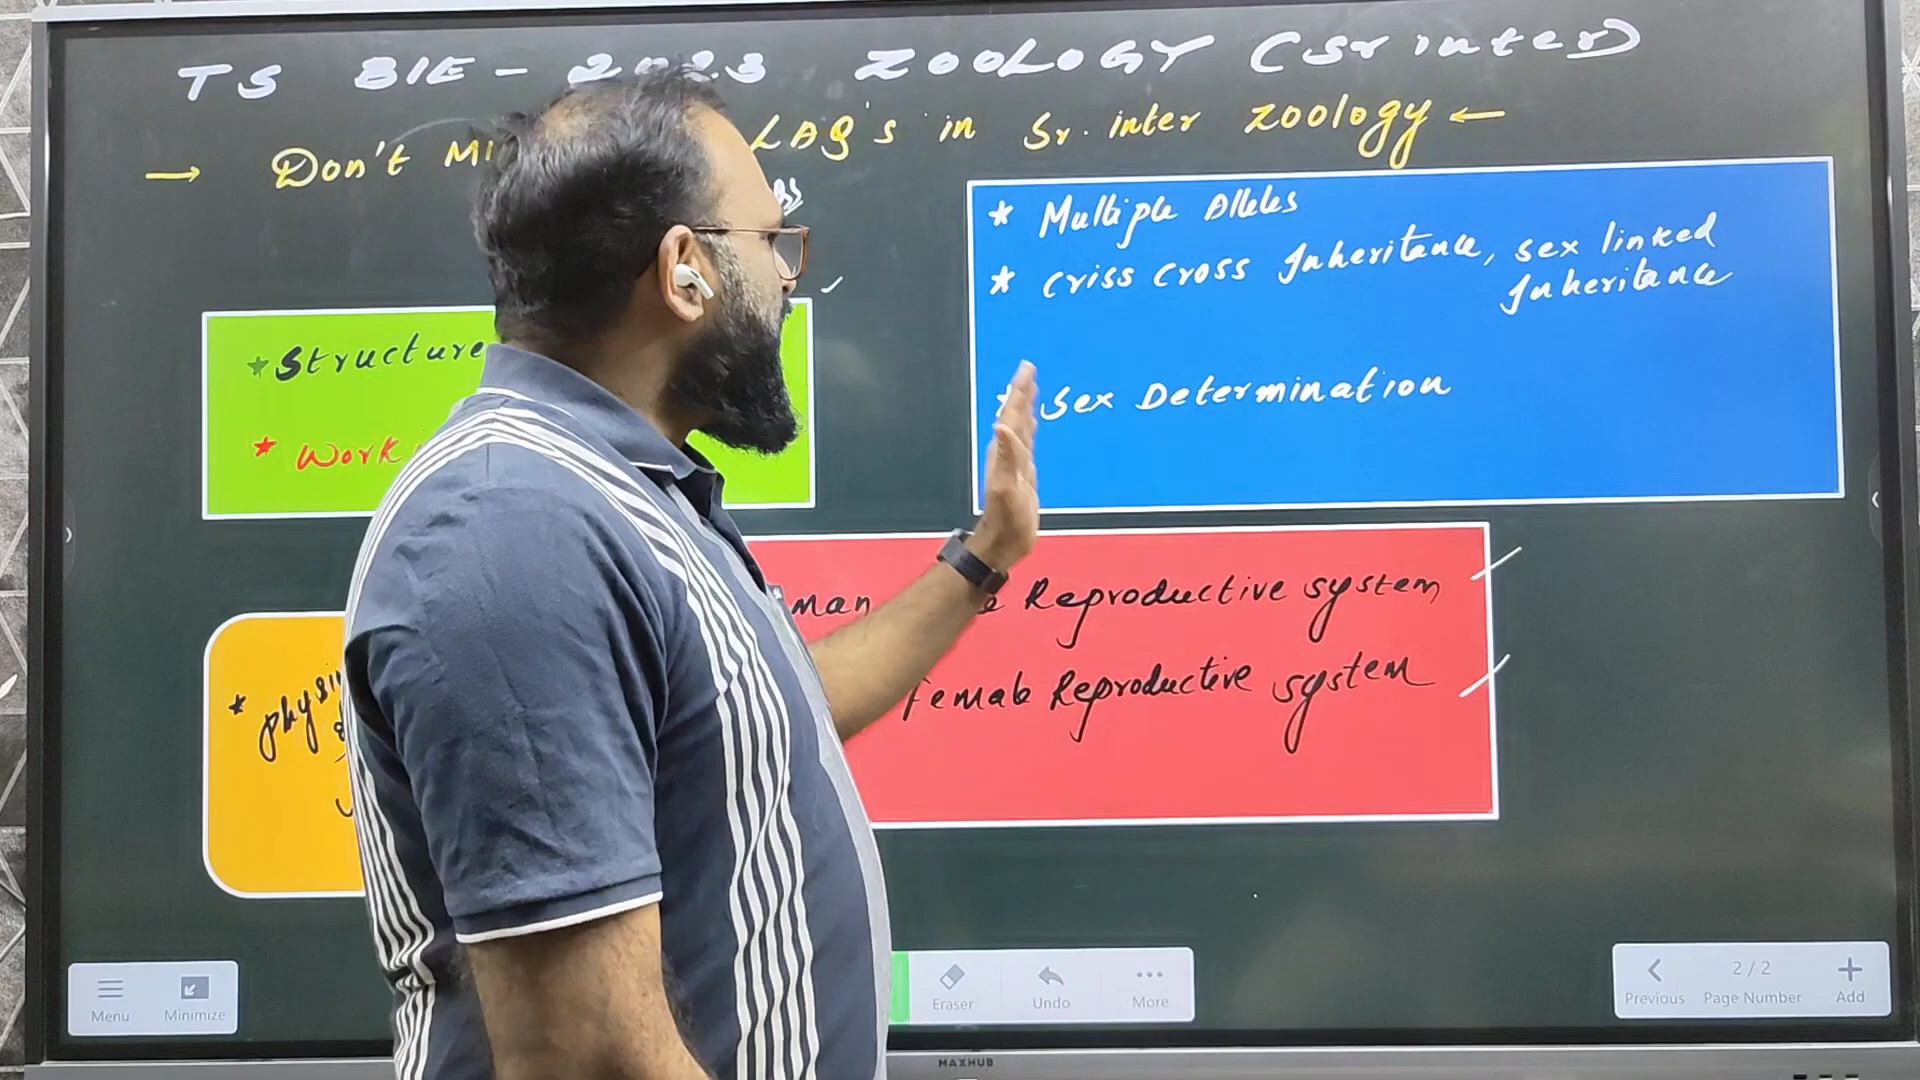 TS BIE - 2023 ZOOLOGY (Sr inter)
→ Don't LAQ's in Sr. inter zoology ←
* Multiple Alleles
* Criss Cross Inheritance, sex linked
Inheritance
* Sex Determination
* Structure
* Work
man Reproductive system
Female Reproductive system
*
Menu
Minimize
Eraser
Undo
More
Previous
2/2
Page Number
Add
MAXHUB